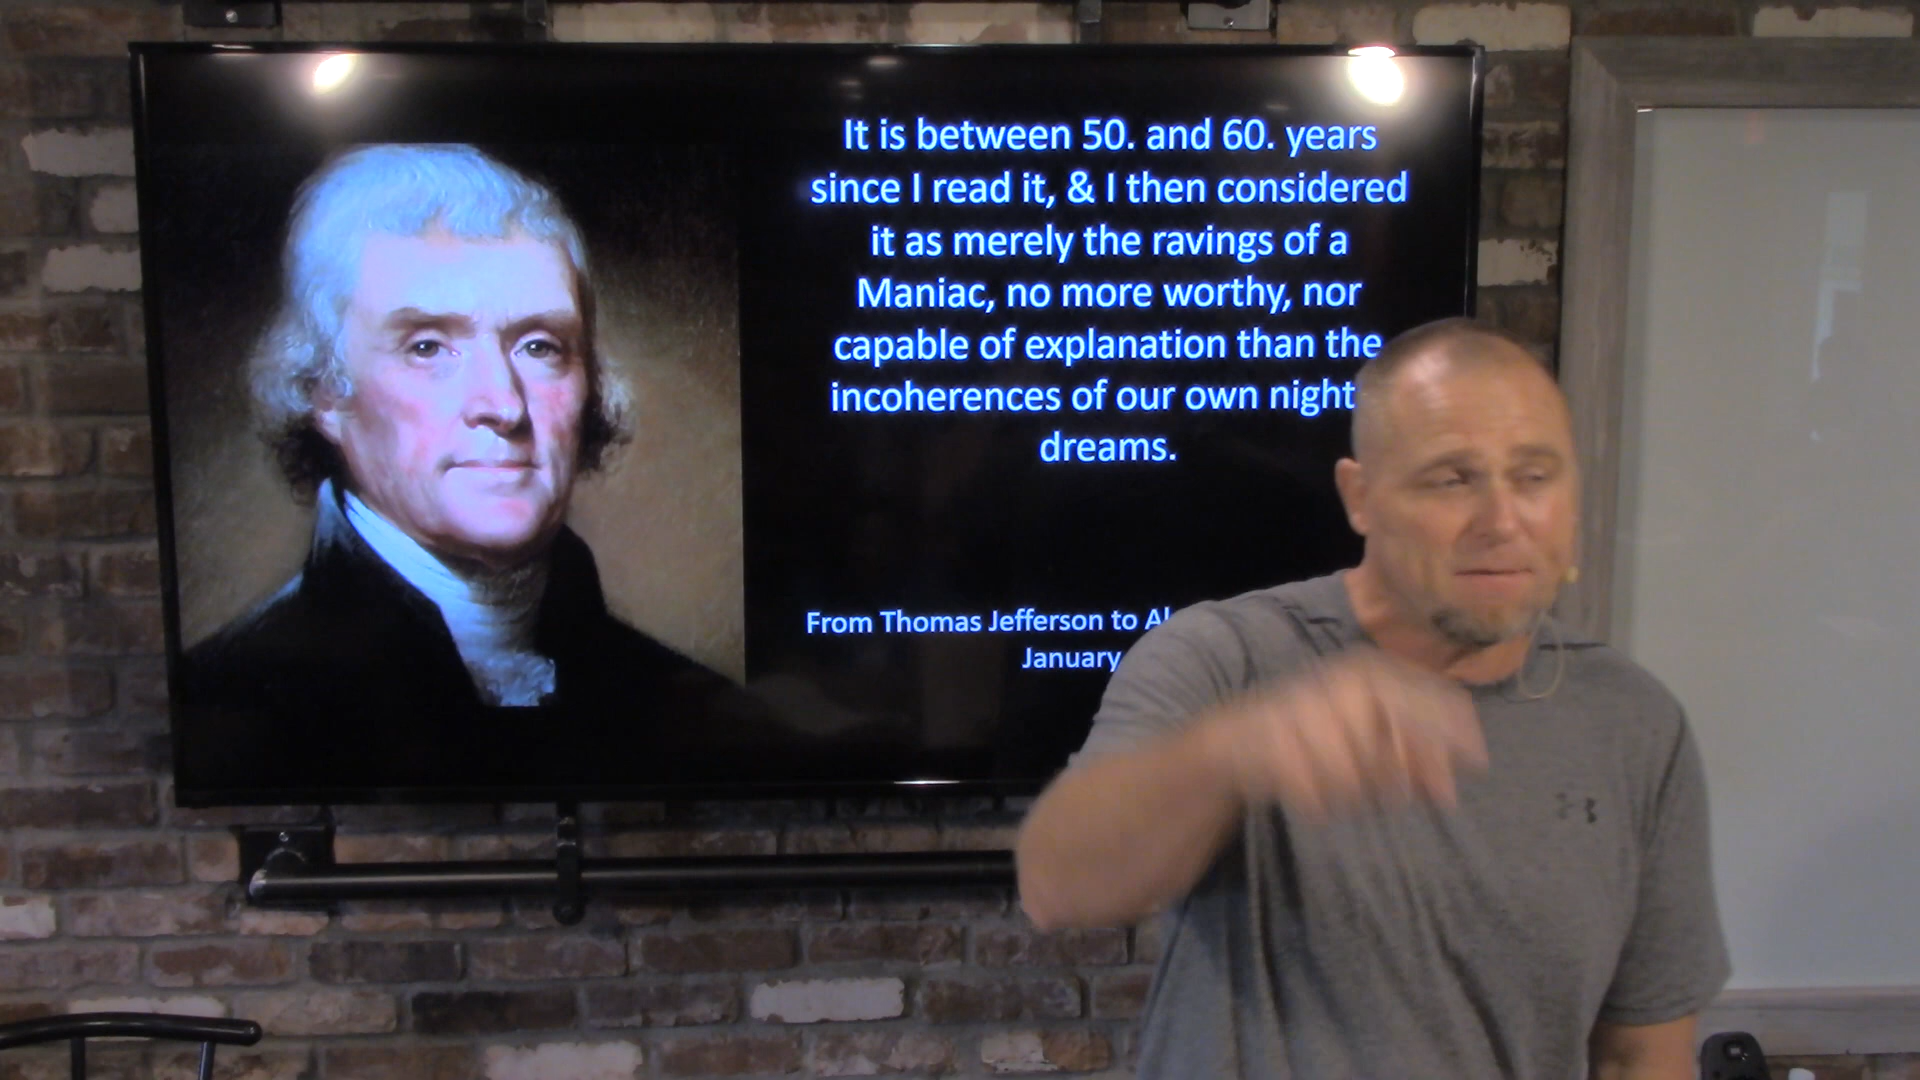 It is between 50. and 60. years
since I read it, & I then considered
it as merely the ravings of a
Maniac, no more worthy, nor
capable of explanation than the
incoherences of our own night
dreams.
From Thomas Jefferson to
January